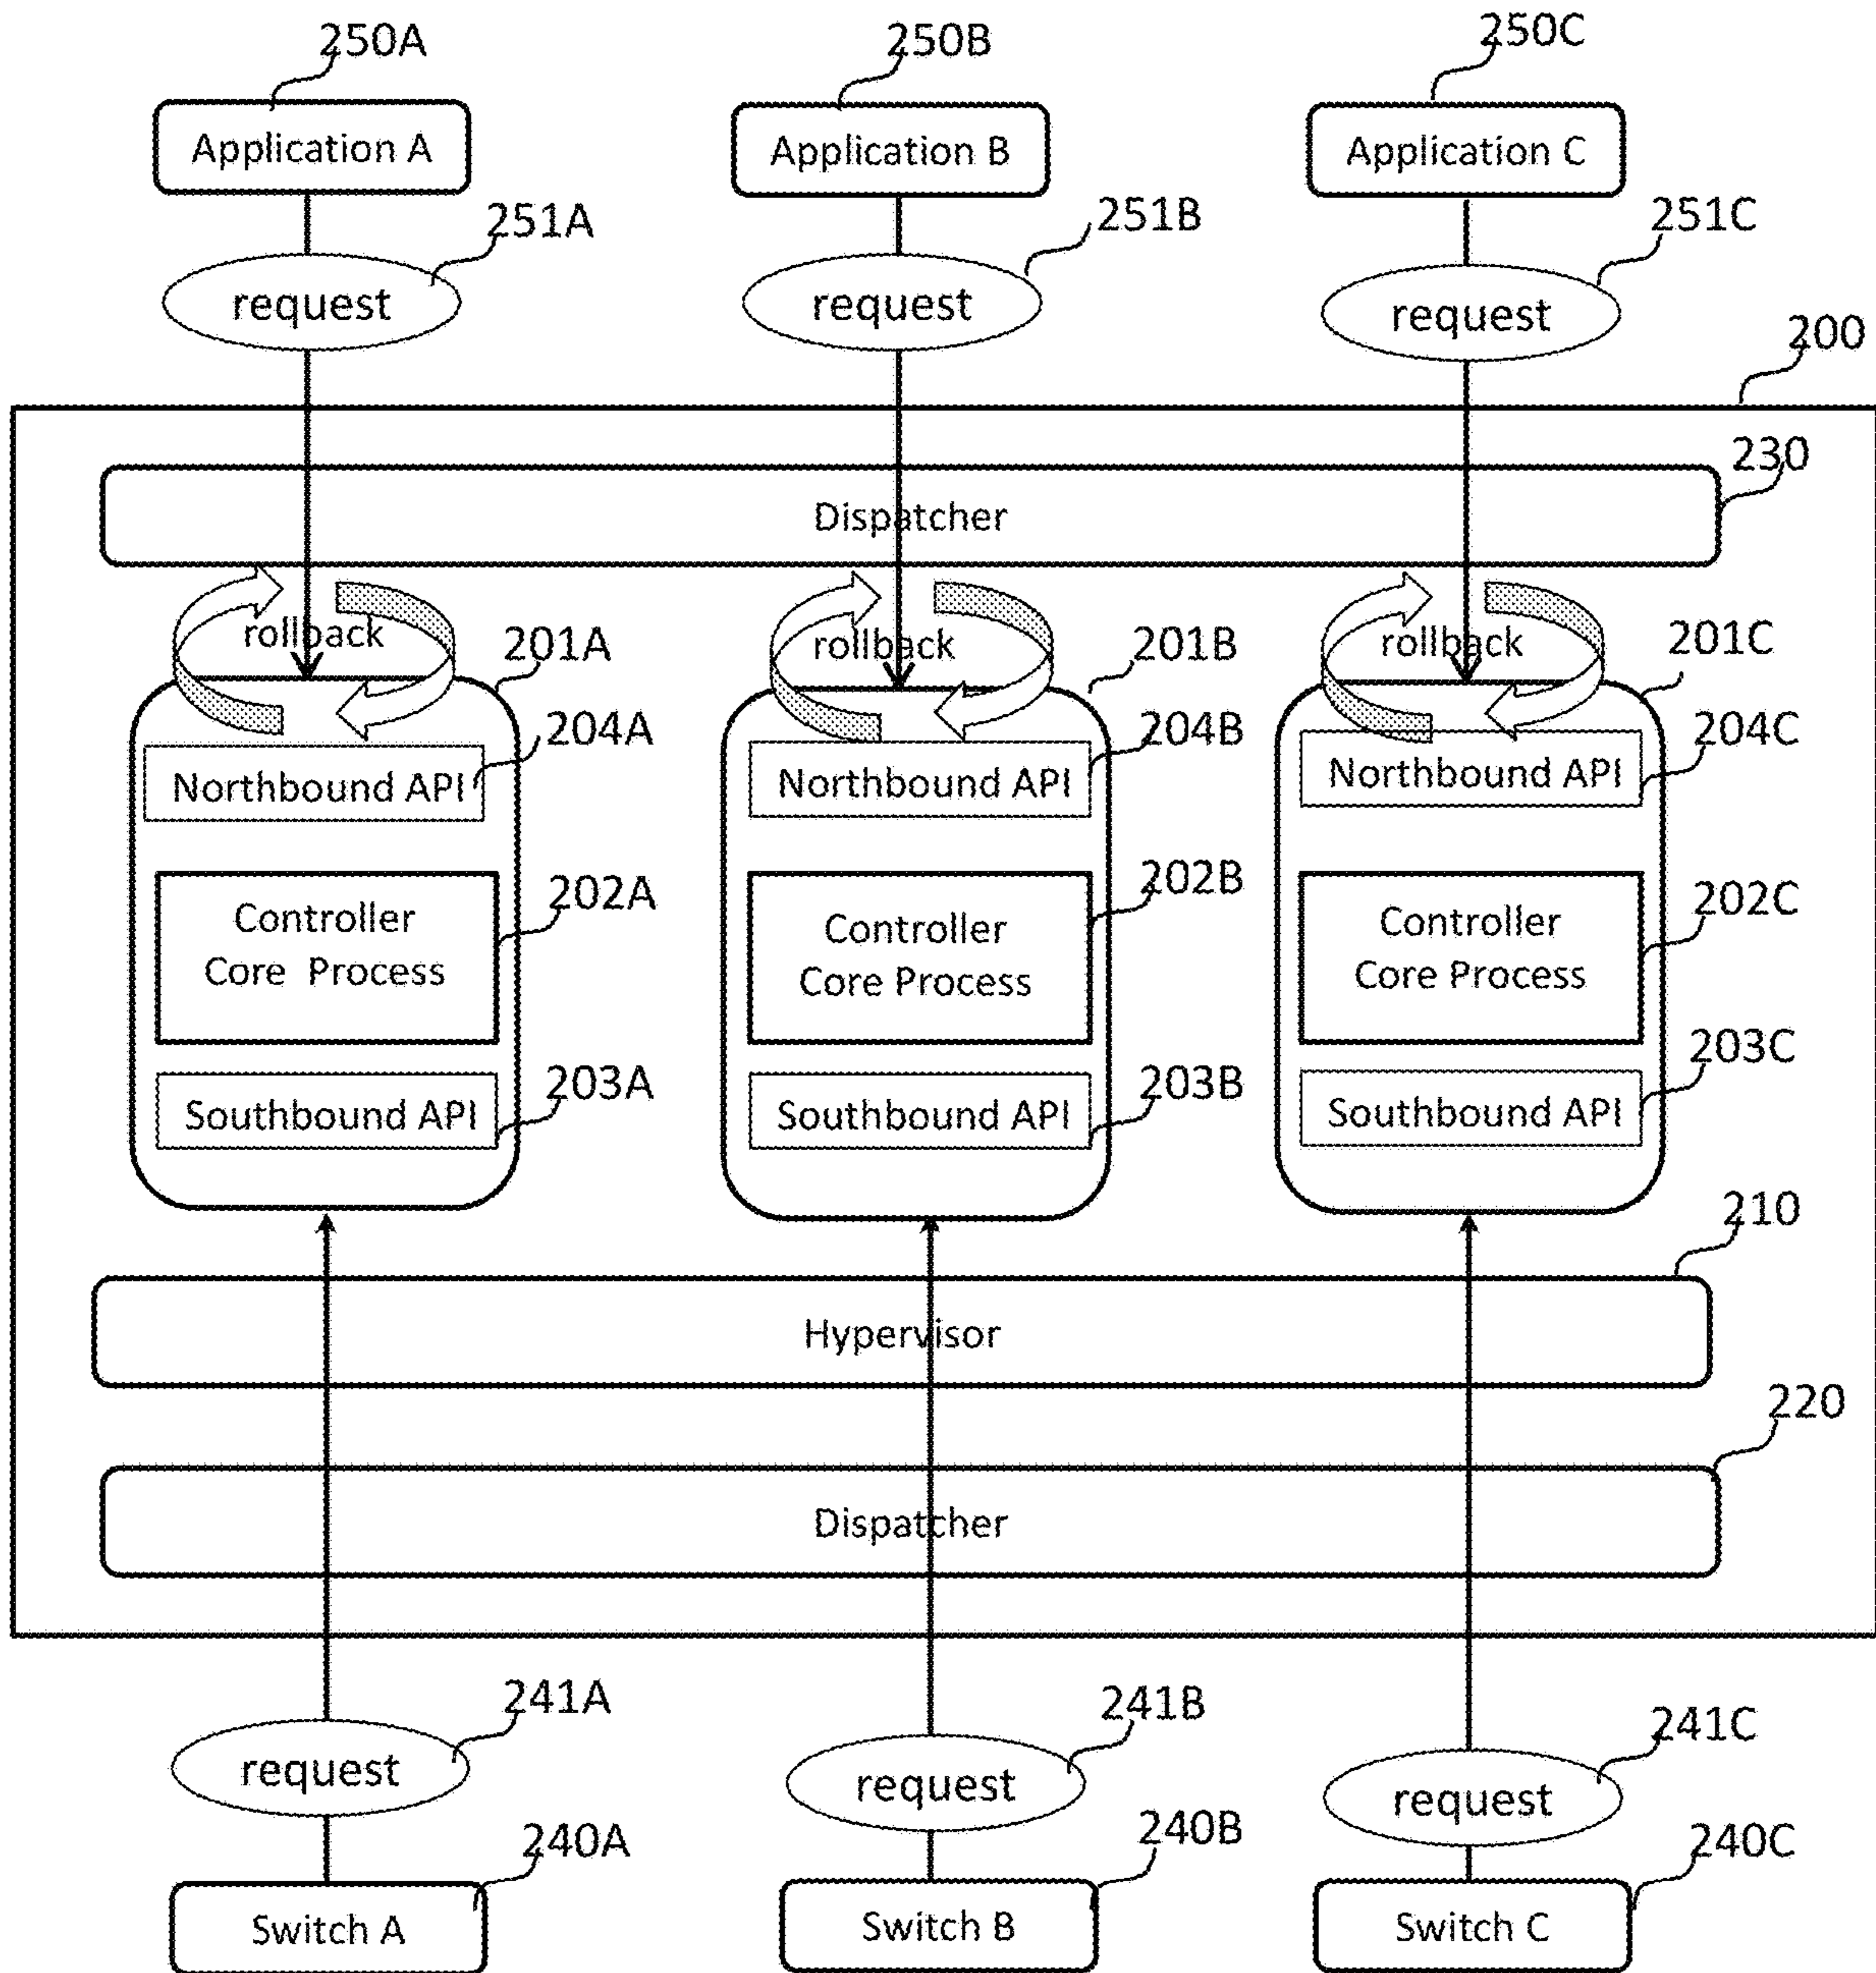 250A
250B
250C
Application A
Application B
Application C
251A
251B
251C
request
request
request
200
230
Dispatcher
rollback
rollback
rollback
201A
201B
201C
204A
204B
204C
Northbound API
Northbound API
Northbound API
202A
202B
202C
Controller
Core Process
Controller
Core Process
Controller
Core Process
203A
203B
203C
Southbound API
Southbound API
Southbound API
210
Hypervisor
220
Dispatcher
241A
241B
241C
request
request
request
240A
240B
240C
Switch A
Switch B
Switch C